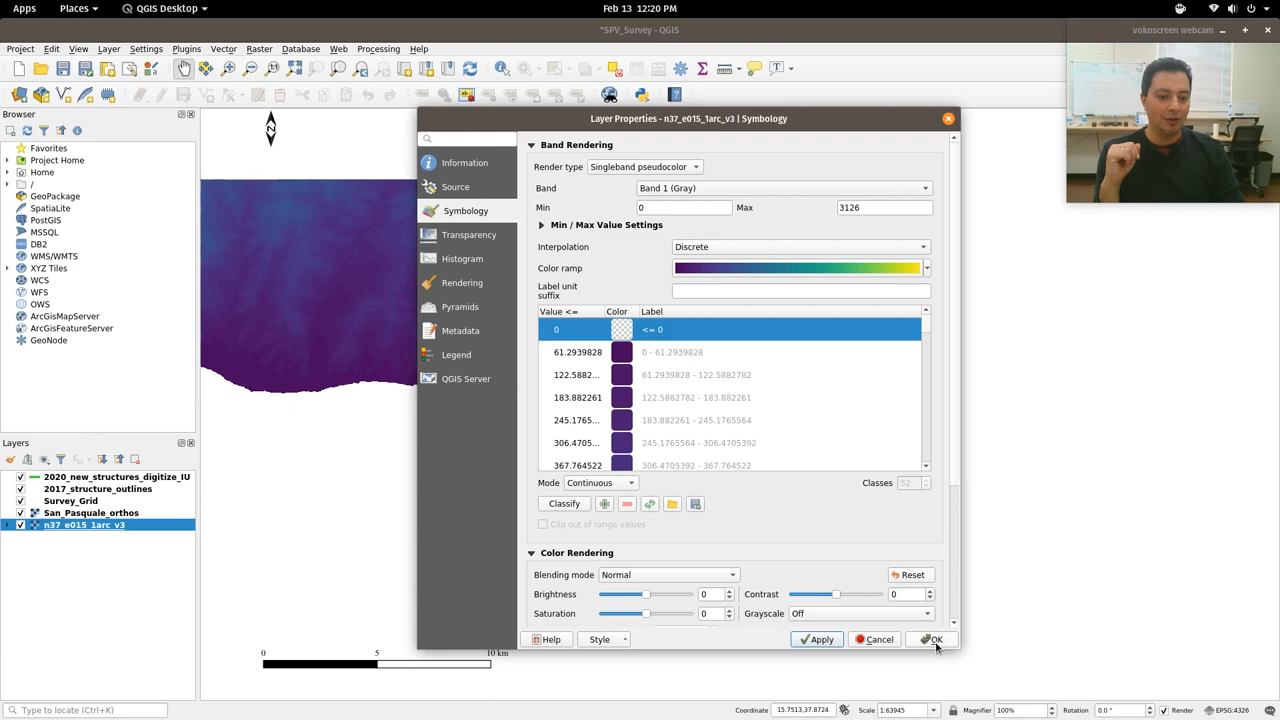 Apps Places QGIS Desktop Feb 13 12:20 PM
*SPV_Survey - QGIS
vokoscreen webcam
Project Edit View Layer Settings Plugins Vector Raster Database Web Mesh Processing Help
Browser
Favorites
Project Home
Home
/
GeoPackage
SpatiaLite
PostGIS
MSSQL
DB2
WMS/WMTS
XYZ Tiles
WCS
WFS
OWS
ArcGisMapServer
ArcGisFeatureServer
GeoNode
Layers
2020_new_structures_digitize_IU
2017_structure_outlines
Survey_Grid
San_Pasquale_orthos
n37_e015_1arc_v3
Z
0 5 10 km
Layer Properties - n37_e015_1arc_v3 | Symbology
Information
Source
Symbology
Transparency
Histogram
Rendering
Pyramids
Metadata
Legend
QGIS Server
Band Rendering
Render type Singleband pseudocolor
Band Band 1 (Gray)
Min 0 Max 3126
Min / Max Value Settings
Interpolation Discrete
Color ramp
Label unit
suffix
Value <= Color Label
0 <= 0
61.2939828 0 - 61.2939828
122.5882... 61.2939828 - 122.5882782
183.882261 122.5882782 - 183.882261
245.1765... 183.882261 - 245.1765564
306.4705... 245.1765564 - 306.4705392
367.764522 306.4705392 - 367.764522
Mode Continuous Classes 52
Classify
Clip out of range values
Color Rendering
Blending mode Normal Reset
Brightness 0 Contrast 0
Saturation 0 Grayscale Off
Help Style Apply Cancel OK
Type to locate (Ctrl+K) Coordinate 15.7513,37.8724 Scale 1:63945 Magnifier 100% Rotation 0.0 ° Render EPSG:4326